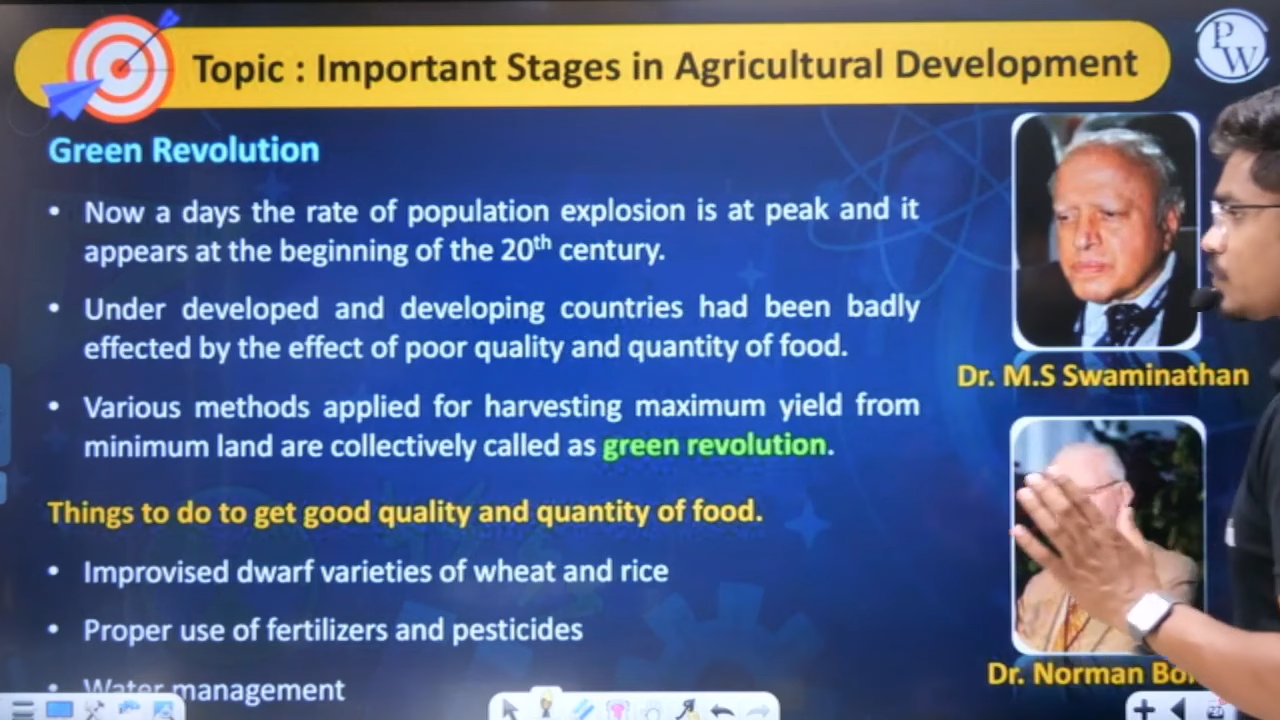 Topic : Important Stages in Agricultural Development
P
W
Green Revolution
• Now a days the rate of population explosion is at peak and it
appears at the beginning of the 20th century.
• Under developed and developing countries had been badly
effected by the effect of poor quality and quantity of food.
• Various methods applied for harvesting maximum yield from
minimum land are collectively called as green revolution.
Dr. M.S Swaminathan
Things to do to get good quality and quantity of food.
• Improvised dwarf varieties of wheat and rice
• Proper use of fertilizers and pesticides
• Water management
Dr. Norman